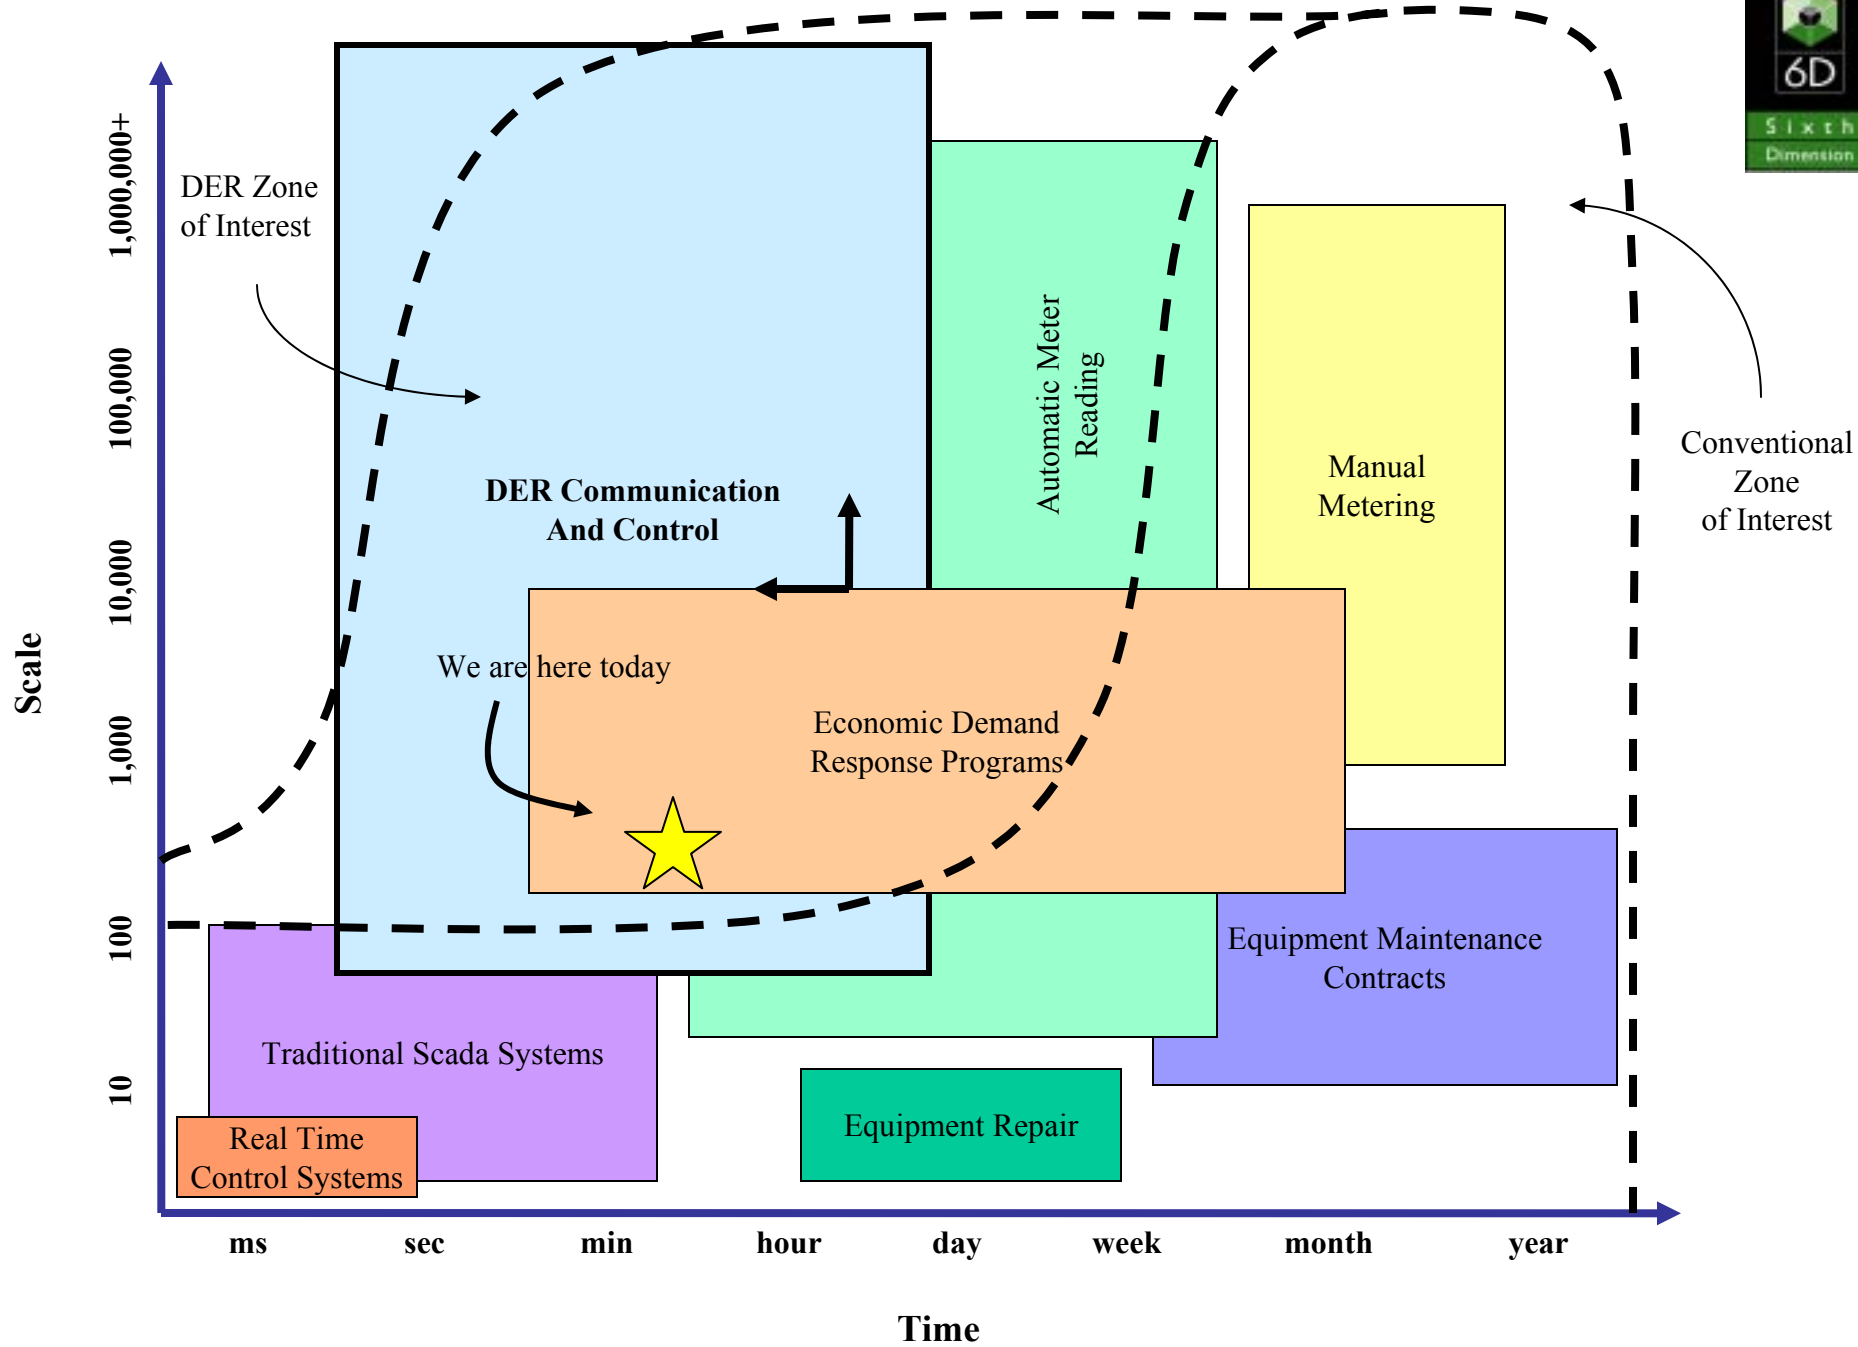 6D
Sixth
Dimension
1,000,000+
100,000
10,000
1,000
100
10
Scale
DER Zone
of Interest
DER Communication
And Control
We are here today
Automatic Meter
Reading
Manual
Metering
Conventional
Zone
of Interest
Economic Demand
Response Programs
Equipment Maintenance
Contracts
Traditional Scada Systems
Equipment Repair
Real Time
Control Systems
ms sec min hour day week month year
Time